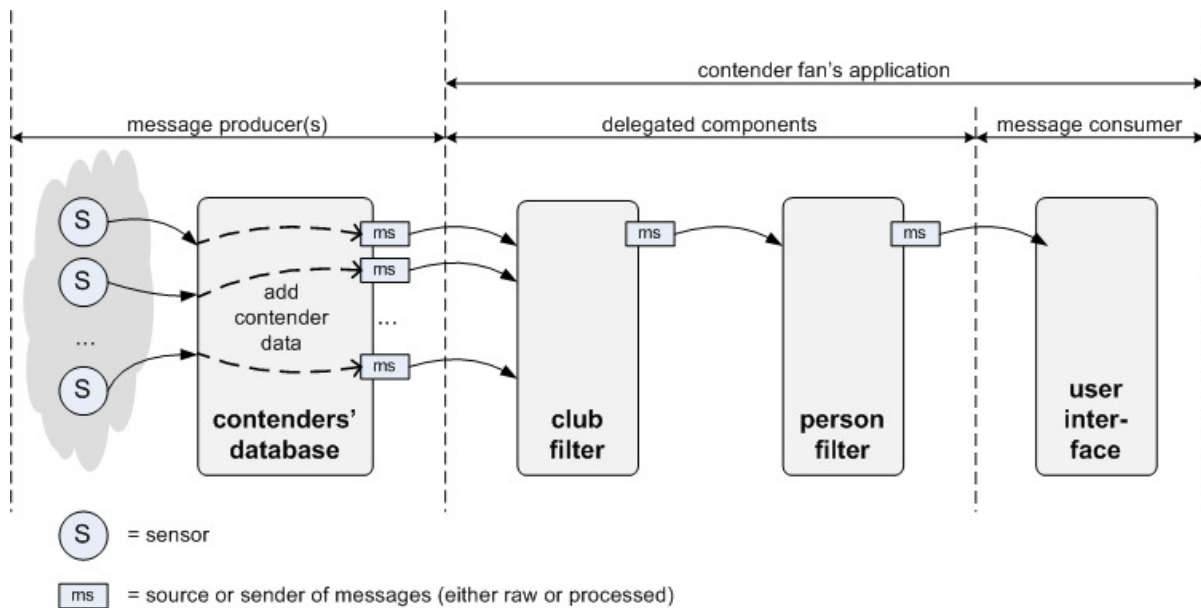 contender fan's application
message producer(s)
delegated components
message consumer
S
S
...
S
add
contender
data
contenders'
database
ms
ms
...
ms
club
filter
ms
person
filter
ms
user
inter-
face
S = sensor
ms = source or sender of messages (either raw or processed)